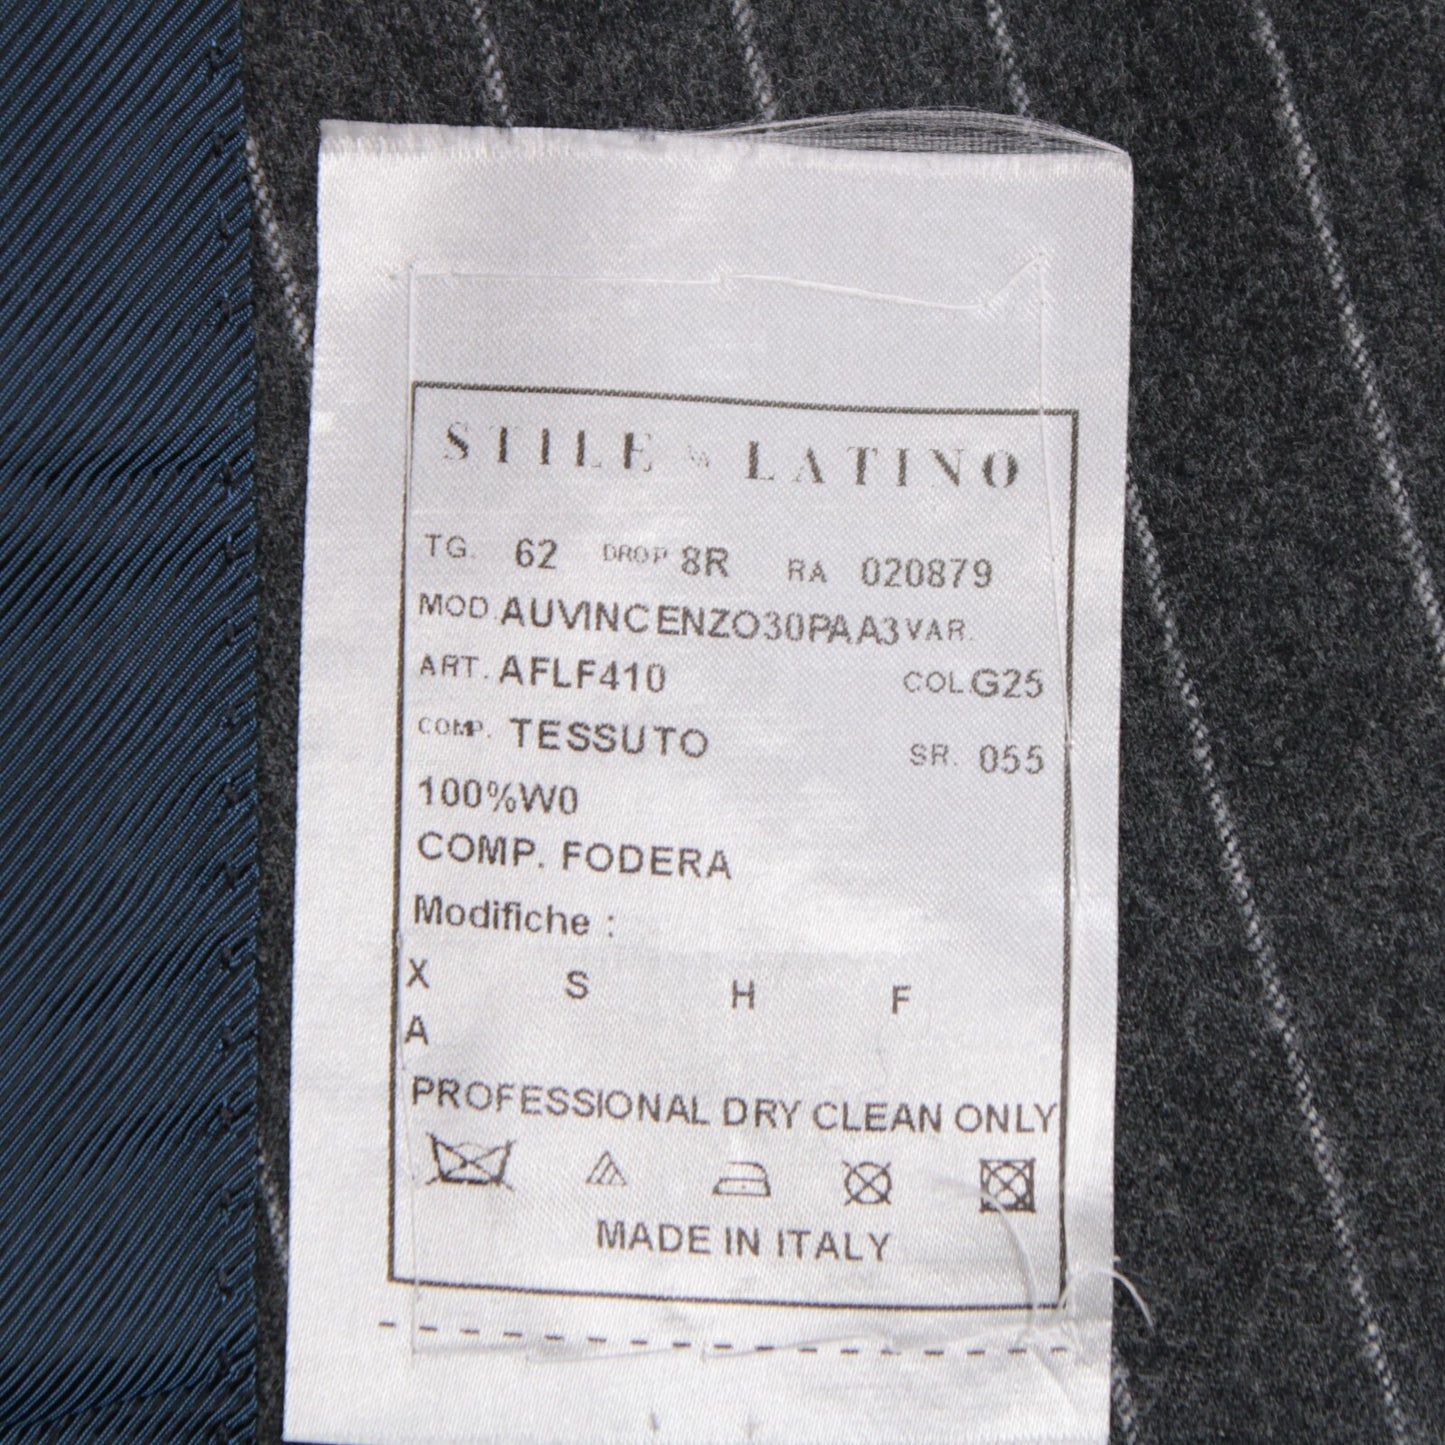 STILE LATINO
TG. 62 DROP 8R RA 020879
MOD. AUVINCENZO30PAA3 VAR.
ART. AFLF410 COL. G25
COMP. TESSUTO SR. 055
100%W0
COMP. FODERA
Modifiche :
X S H F
A
PROFESSIONAL DRY CLEAN ONLY
MADE IN ITALY